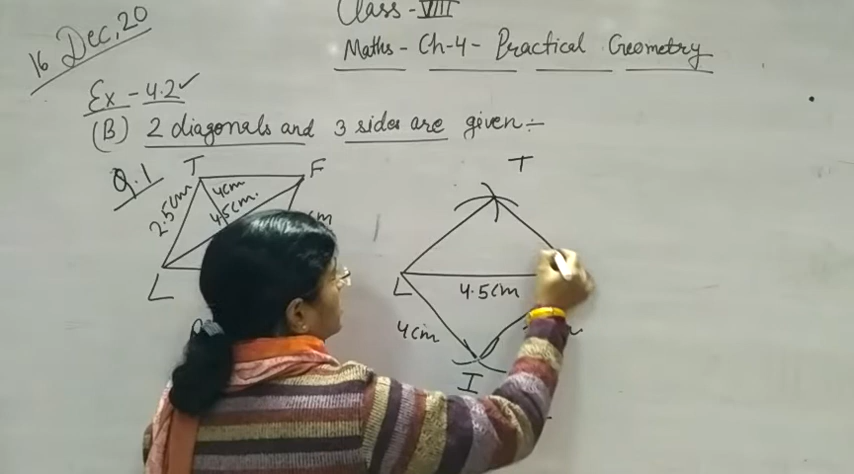 16 Dec, 20
Class - VIII
Maths - Ch-4 - Practical Geometry
Ex - 4.2 ✓
(B) 2 diagonals and 3 sides are given :-
Q.1
T F
2.5cm 4cm
4.5cm.
cm
L
T
L
4.5cm
4cm
I